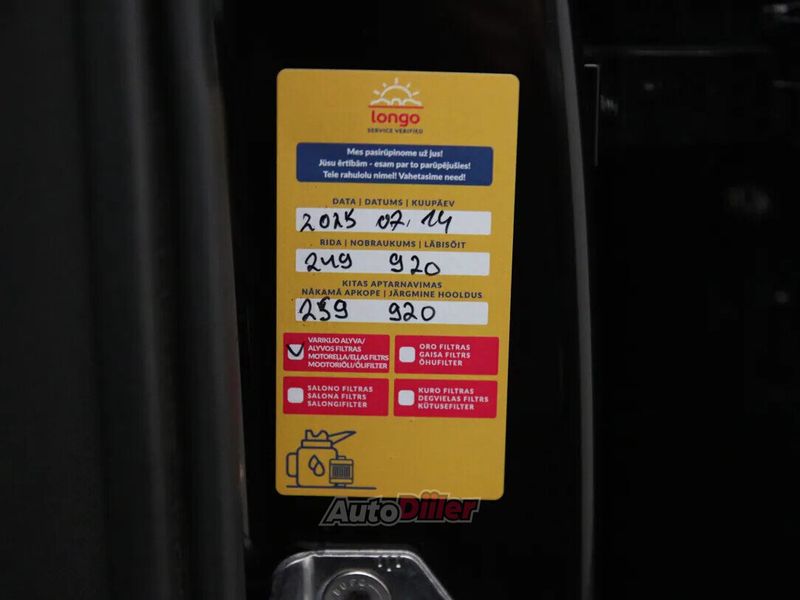 longo
SERVICE VERIFIED
Mes pasirūpinome už jus!
Jūsu ērtībām - esam par to parūpējušies!
Teie rahulolu nimel! Vahetasime need!
DATA | DATUMS | KUUPÄEV
2025 07.14
RIDA | NOBRAUKUMS | LÄBISÕIT
249 920
KITAS APTARNAVIMAS
NĀKAMĀ APKOPE | JÄRGMINE HOOLDUS
259 920
VARIKLIO ALYVA/
ALYVOS FILTRAS
MOTOREĻĻA/EĻĻAS FILTRS
MOOTORIÕLI/ÕLIFILTER
ORO FILTRAS
GAISA FILTRS
ÕHUFILTER
SALONO FILTRAS
SALONA FILTRS
SALONGIFILTER
KURO FILTRAS
DEGVIELAS FILTRS
KÜTUSEFILTER
AutoDiler